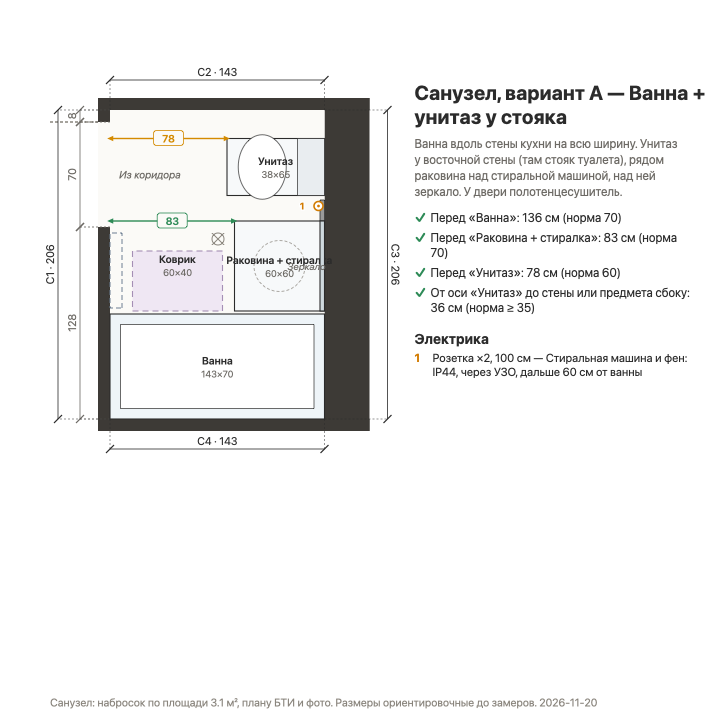 С2 · 143
Санузел, вариант А — Ванна +
унитаз у стояка
8
78
Унитаз
38×65
Из коридора
70
1
83
Коврик
60×40
Раковина + стиралка
60×60
Зеркало
С1 · 206
С3 · 206
128
Ванна
143×70
С4 · 143
Ванна вдоль стены кухни на всю ширину. Унитаз
у восточной стены (там стояк туалета), рядом
раковина над стиральной машиной, над ней
зеркало. У двери полотенцесушитель.
Перед «Ванна»: 136 см (норма 70)
Перед «Раковина + стиралка»: 83 см (норма
70)
Перед «Унитаз»: 78 см (норма 60)
От оси «Унитаз» до стены или предмета сбоку:
36 см (норма ≥ 35)
Электрика
1 Розетка ×2, 100 см — Стиральная машина и фен:
IP44, через УЗО, дальше 60 см от ванны
Санузел: набросок по площади 3.1 м², плану БТИ и фото. Размеры ориентировочные до замеров. 2026-11-20